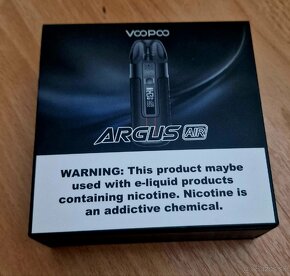 VOOPOO
ARGUS AIR
WARNING: This product maybe
used with e-liquid products
containing nicotine. Nicotine is
an addictive chemical.